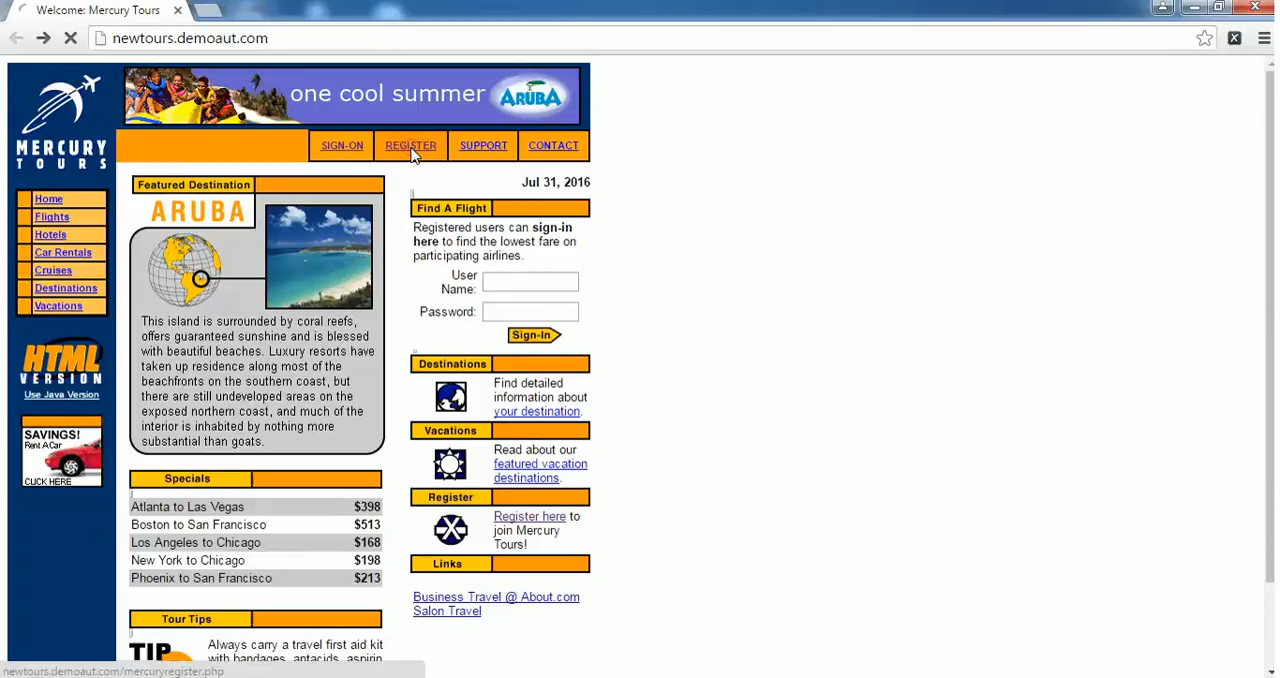 Welcome: Mercury Tours
newtours.demoaut.com
one cool summer
ARUBA
MERCURY
TOURS
SIGN-ON
REGISTER
SUPPORT
CONTACT
Jul 31, 2016
Home
Flights
Hotels
Car Rentals
Cruises
Destinations
Vacations
HTML
VERSION
Use Java Version
SAVINGS!
Rent A Car
CLICK HERE
Featured Destination
ARUBA
This island is surrounded by coral reefs,
offers guaranteed sunshine and is blessed
with beautiful beaches. Luxury resorts have
taken up residence along most of the
beachfronts on the southern coast, but
there are still undeveloped areas on the
exposed northern coast, and much of the
interior is inhabited by nothing more
substantial than goats.
Specials
Atlanta to Las Vegas $398
Boston to San Francisco $513
Los Angeles to Chicago $168
New York to Chicago $198
Phoenix to San Francisco $213
Tour Tips
TIP
Always carry a travel first aid kit
with bandages, antacids, aspirin
Find A Flight
Registered users can sign-in
here to find the lowest fare on
participating airlines.
User
Name:
Password:
Sign-In
Destinations
Find detailed
information about
your destination.
Vacations
Read about our
featured vacation
destinations.
Register
Register here to
join Mercury
Tours!
Links
Business Travel @ About.com
Salon Travel
newtours.demoaut.com/mercuryregister.php